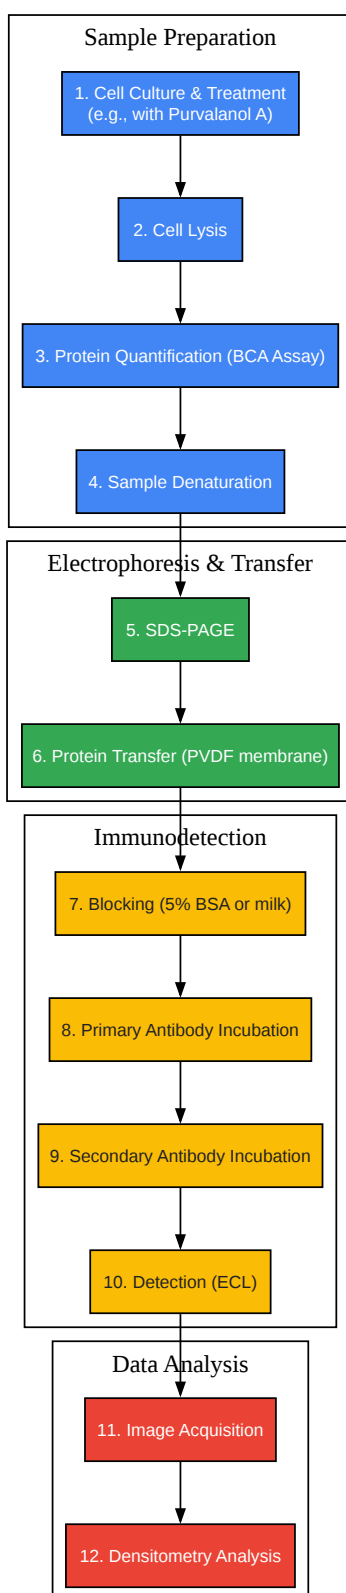 Sample Preparation
1. Cell Culture & Treatment
(e.g., with Purvalanol A)
2. Cell Lysis
3. Protein Quantification (BCA Assay)
4. Sample Denaturation
Electrophoresis & Transfer
5. SDS-PAGE
6. Protein Transfer (PVDF membrane)
Immunodetection
7. Blocking (5% BSA or milk)
8. Primary Antibody Incubation
9. Secondary Antibody Incubation
10. Detection (ECL)
Data Analysis
11. Image Acquisition
12. Densitometry Analysis